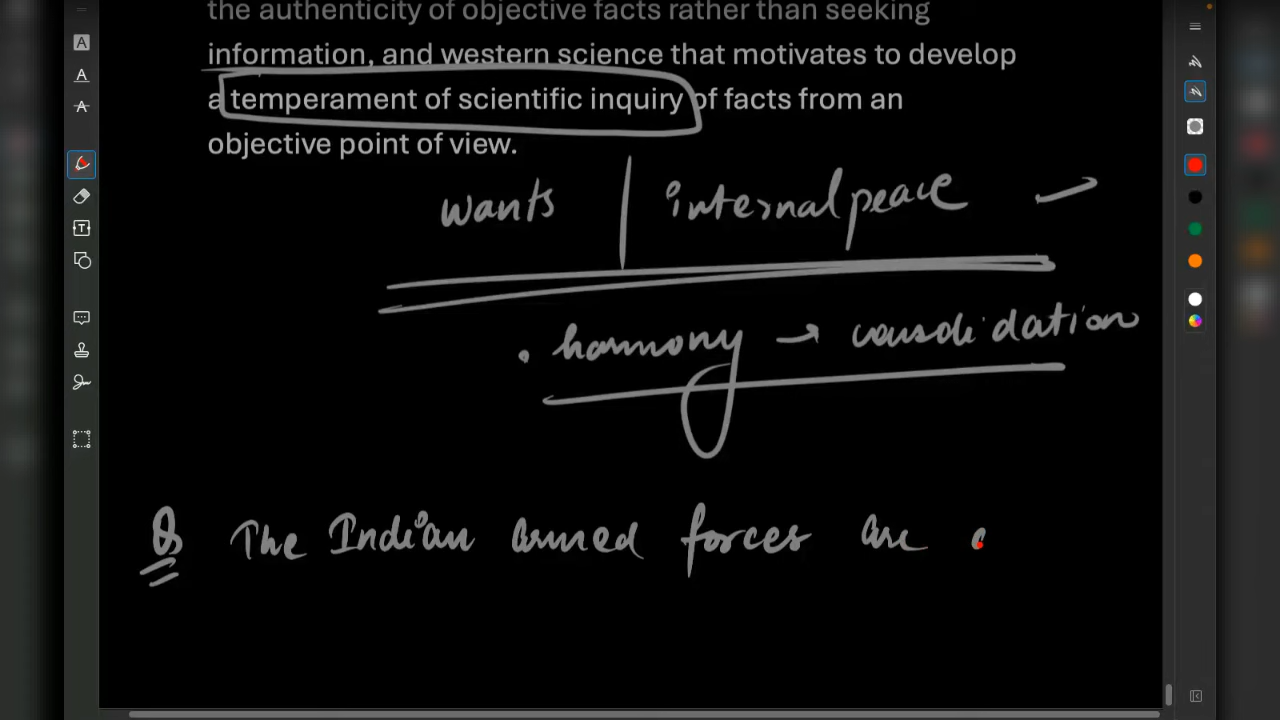 the authenticity of objective facts rather than seeking
information, and western science that motivates to develop
a temperament of scientific inquiry of facts from an
objective point of view.
wants | internal peace
. harmony → consolidation
Q The Indian armed forces are